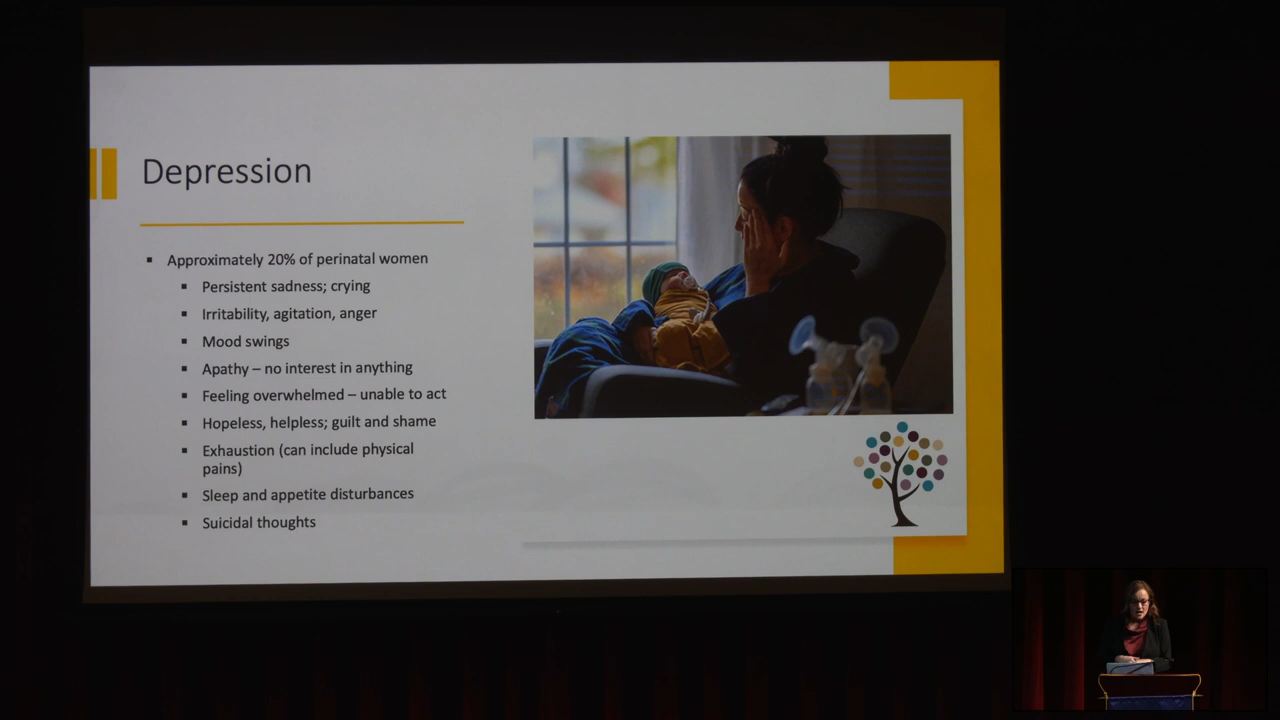 Depression
▪ Approximately 20% of perinatal women
▪ Persistent sadness; crying
▪ Irritability, agitation, anger
▪ Mood swings
▪ Apathy – no interest in anything
▪ Feeling overwhelmed – unable to act
▪ Hopeless, helpless; guilt and shame
▪ Exhaustion (can include physical
pains)
▪ Sleep and appetite disturbances
▪ Suicidal thoughts